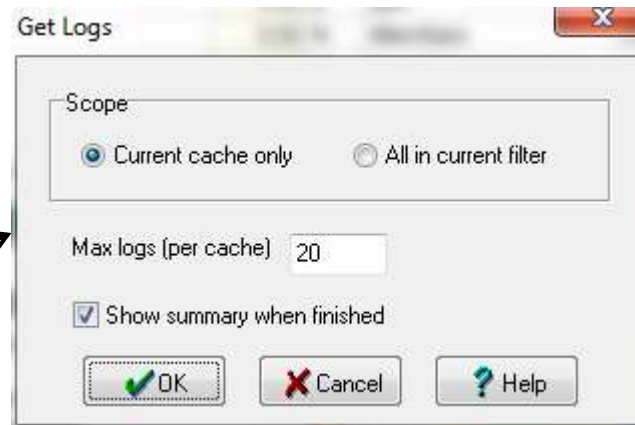 Get Logs
Scope
Current cache only All in current filter
Max logs (per cache) 20
Show summary when finished
OK Cancel ? Help